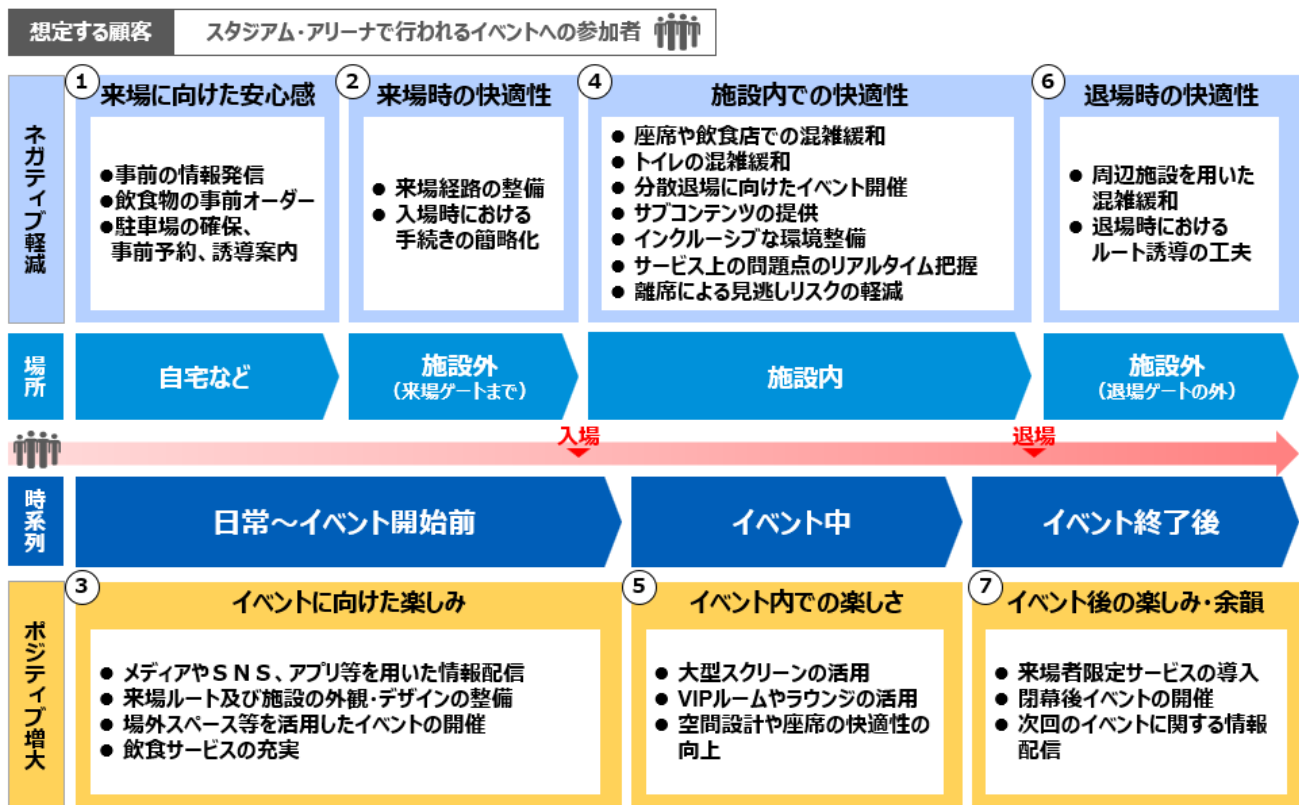 想定する顧客
スタジアム・アリーナで行われるイベントへの参加者
ネガティブ軽減
①
来場に向けた安心感
●事前の情報発信
●飲食物の事前オーダー
●駐車場の確保、
事前予約、誘導案内
②
来場時の快適性
● 来場経路の整備
● 入場時における
手続きの簡略化
④
施設内での快適性
● 座席や飲食店での混雑緩和
● トイレの混雑緩和
● 分散退場に向けたイベント開催
● サブコンテンツの提供
● インクルーシブな環境整備
● サービス上の問題点のリアルタイム把握
● 離席による見逃しリスクの軽減
⑥
退場時の快適性
● 周辺施設を用いた
混雑緩和
● 退場時における
ルート誘導の工夫
場所
自宅など
施設外
（来場ゲートまで）
施設内
施設外
（退場ゲートの外）
入場
退場
時系列
日常～イベント開始前
イベント中
イベント終了後
ポジティブ増大
③
イベントに向けた楽しみ
● メディアやＳＮＳ、アプリ等を用いた情報配信
● 来場ルート及び施設の外観・デザインの整備
● 場外スペース等を活用したイベントの開催
● 飲食サービスの充実
⑤
イベント内での楽しさ
● 大型スクリーンの活用
● VIPルームやラウンジの活用
● 空間設計や座席の快適性の
向上
⑦
イベント後の楽しみ・余韻
● 来場者限定サービスの導入
● 閉幕後イベントの開催
● 次回のイベントに関する情報
配信